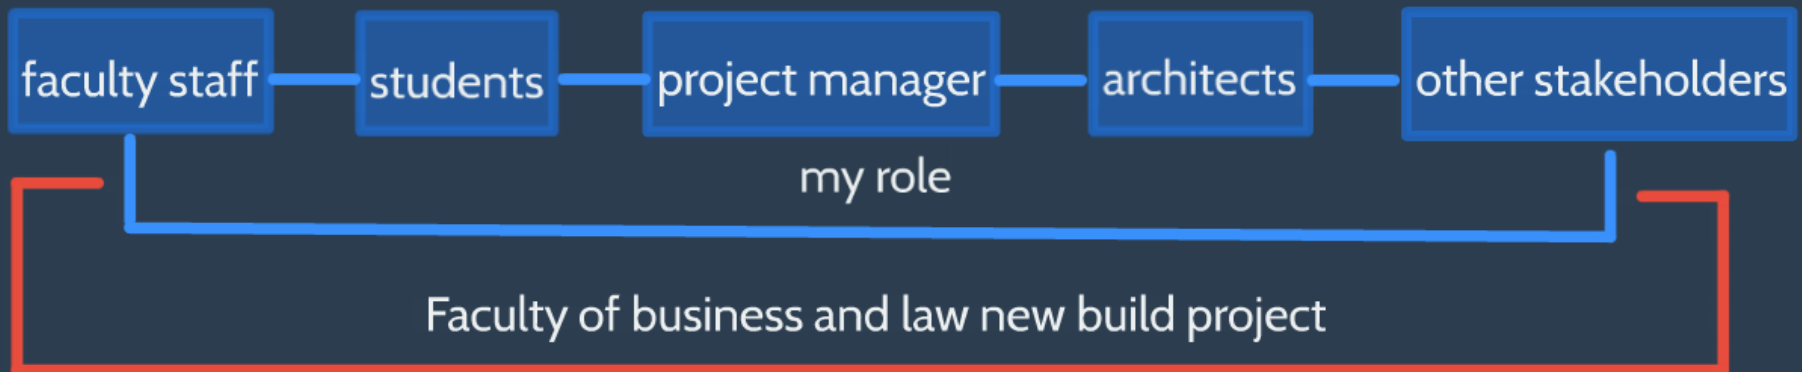 faculty staff students project manager architects other stakeholders
my role
Faculty of business and law new build project